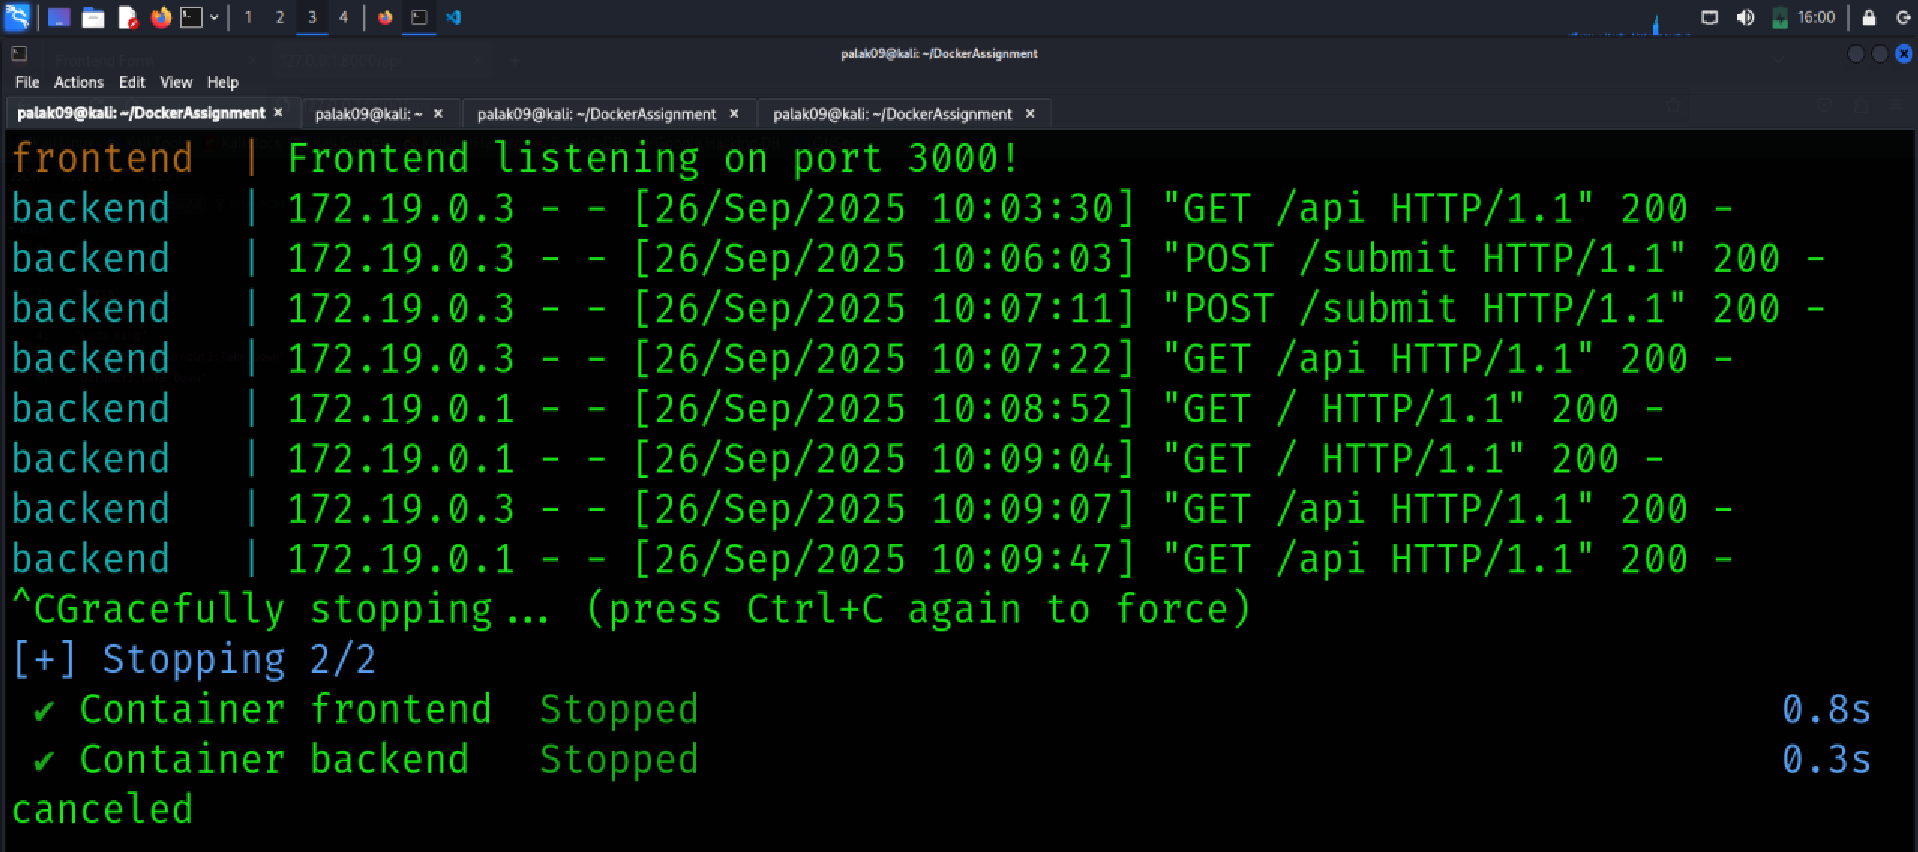 1 2 3 4 16:00
palak09@kali: ~/DockerAssignment
File Actions Edit View Help
palak09@kali: ~/DockerAssignment × palak09@kali: ~ × palak09@kali: ~/DockerAssignment × palak09@kali: ~/DockerAssignment ×
frontend | Frontend listening on port 3000!
backend | 172.19.0.3 - - [26/Sep/2025 10:03:30] "GET /api HTTP/1.1" 200 -
backend | 172.19.0.3 - - [26/Sep/2025 10:06:03] "POST /submit HTTP/1.1" 200 -
backend | 172.19.0.3 - - [26/Sep/2025 10:07:11] "POST /submit HTTP/1.1" 200 -
backend | 172.19.0.3 - - [26/Sep/2025 10:07:22] "GET /api HTTP/1.1" 200 -
backend | 172.19.0.1 - - [26/Sep/2025 10:08:52] "GET / HTTP/1.1" 200 -
backend | 172.19.0.1 - - [26/Sep/2025 10:09:04] "GET / HTTP/1.1" 200 -
backend | 172.19.0.3 - - [26/Sep/2025 10:09:07] "GET /api HTTP/1.1" 200 -
backend | 172.19.0.1 - - [26/Sep/2025 10:09:47] "GET /api HTTP/1.1" 200 -
^CGracefully stopping... (press Ctrl+C again to force)
[+] Stopping 2/2
✔ Container frontend Stopped 0.8s
✔ Container backend Stopped 0.3s
canceled